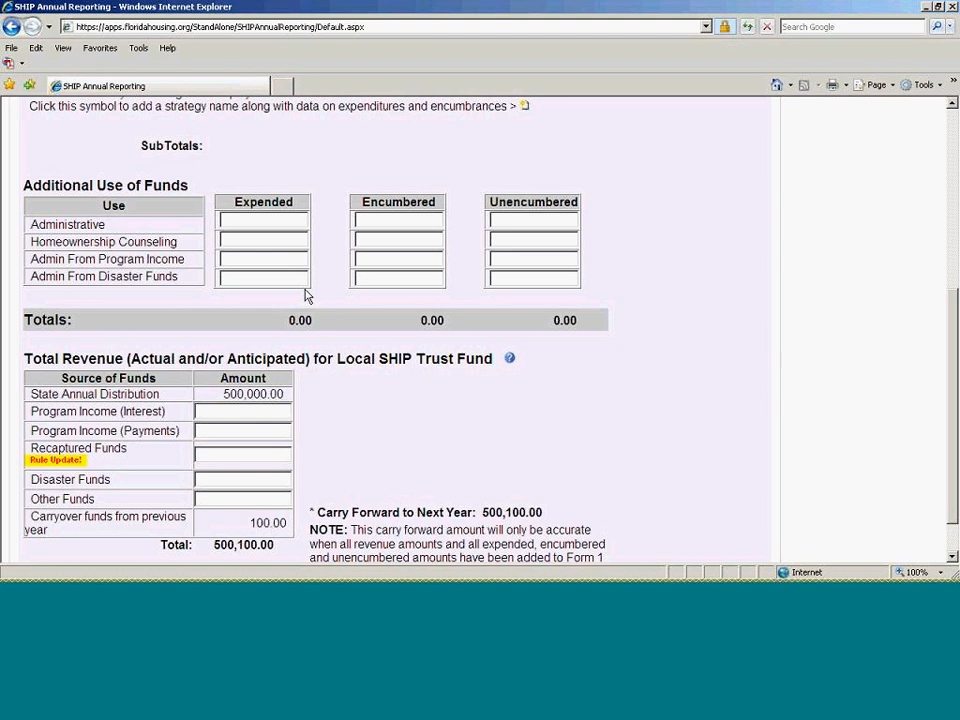 SHIP Annual Reporting - Windows Internet Explorer
https://apps.floridahousing.org/StandAlone/SHIPAnnualReporting/Default.aspx
Search Google
File Edit View Favorites Tools Help
SHIP Annual Reporting
Page Tools
Click this symbol to add a strategy name along with data on expenditures and encumbrances >
SubTotals:
Additional Use of Funds
Use Expended Encumbered Unencumbered
Administrative
Homeownership Counseling
Admin From Program Income
Admin From Disaster Funds
Totals: 0.00 0.00 0.00
Total Revenue (Actual and/or Anticipated) for Local SHIP Trust Fund ?
Source of Funds Amount
State Annual Distribution 500,000.00
Program Income (Interest)
Program Income (Payments)
Recaptured Funds
Rule Update!
Disaster Funds
Other Funds
Carryover funds from previous
year 100.00
Total: 500,100.00
* Carry Forward to Next Year: 500,100.00
NOTE: This carry forward amount will only be accurate
when all revenue amounts and all expended, encumbered
and unencumbered amounts have been added to Form 1
Internet 100%